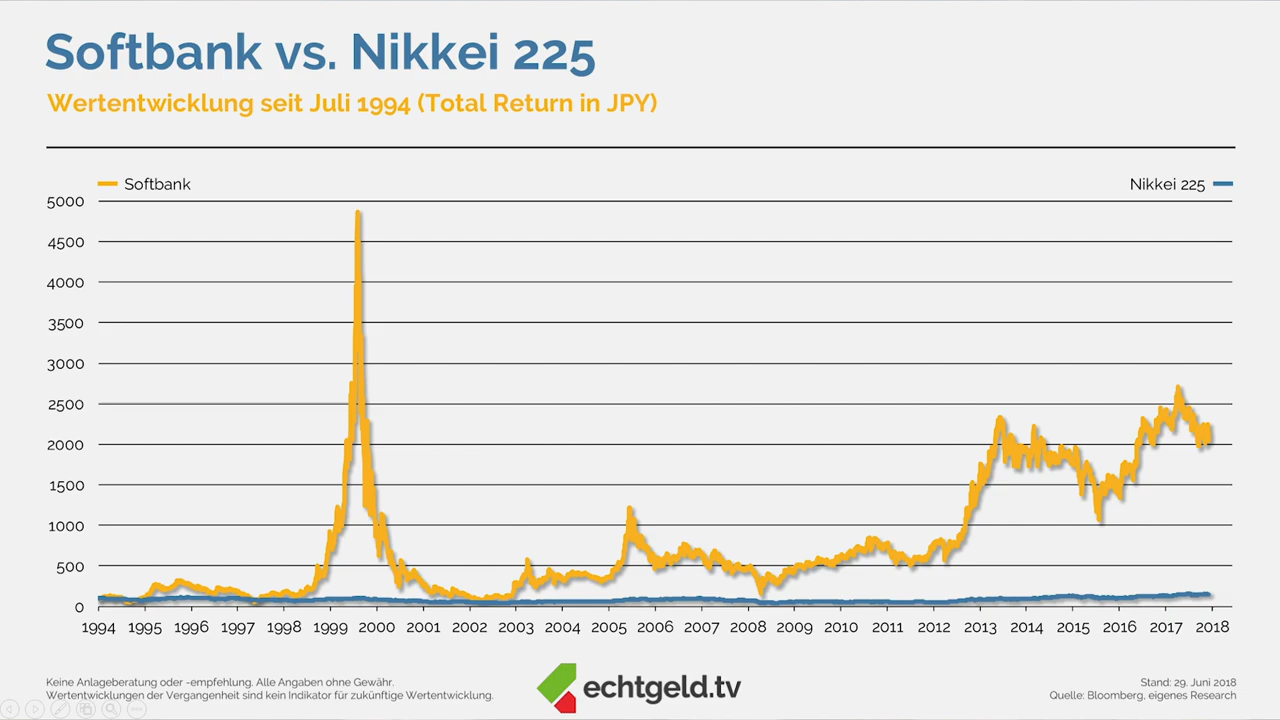 Softbank vs. Nikkei 225
Wertentwicklung seit Juli 1994 (Total Return in JPY)
Softbank
Nikkei 225
5000
4500
4000
3500
3000
2500
2000
1500
1000
500
0
1994 1995 1996 1997 1998 1999 2000 2001 2002 2003 2004 2005 2006 2007 2008 2009 2010 2011 2012 2013 2014 2015 2016 2017 2018
Keine Anlageberatung oder -empfehlung. Alle Angaben ohne Gewähr.
Wertentwicklungen der Vergangenheit sind kein Indikator für zukünftige Wertentwicklung.
echtgeld.tv
Stand: 29. Juni 2018
Quelle: Bloomberg, eigenes Research